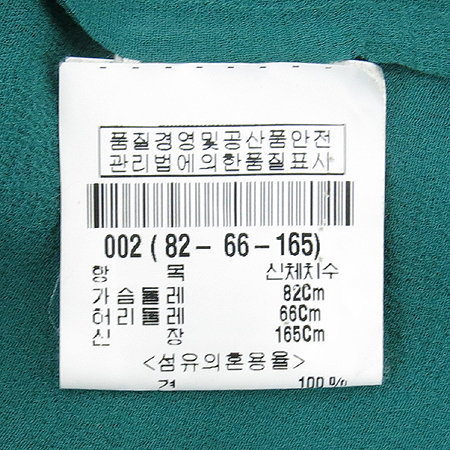 품질경영및공산품안전
관리법에의한품질표시
002 ( 82 - 66 - 165)
항 목 신체치수
가슴둘레 82Cm
허리둘레 66Cm
신 장 165Cm
<섬유의혼용율>
100 %